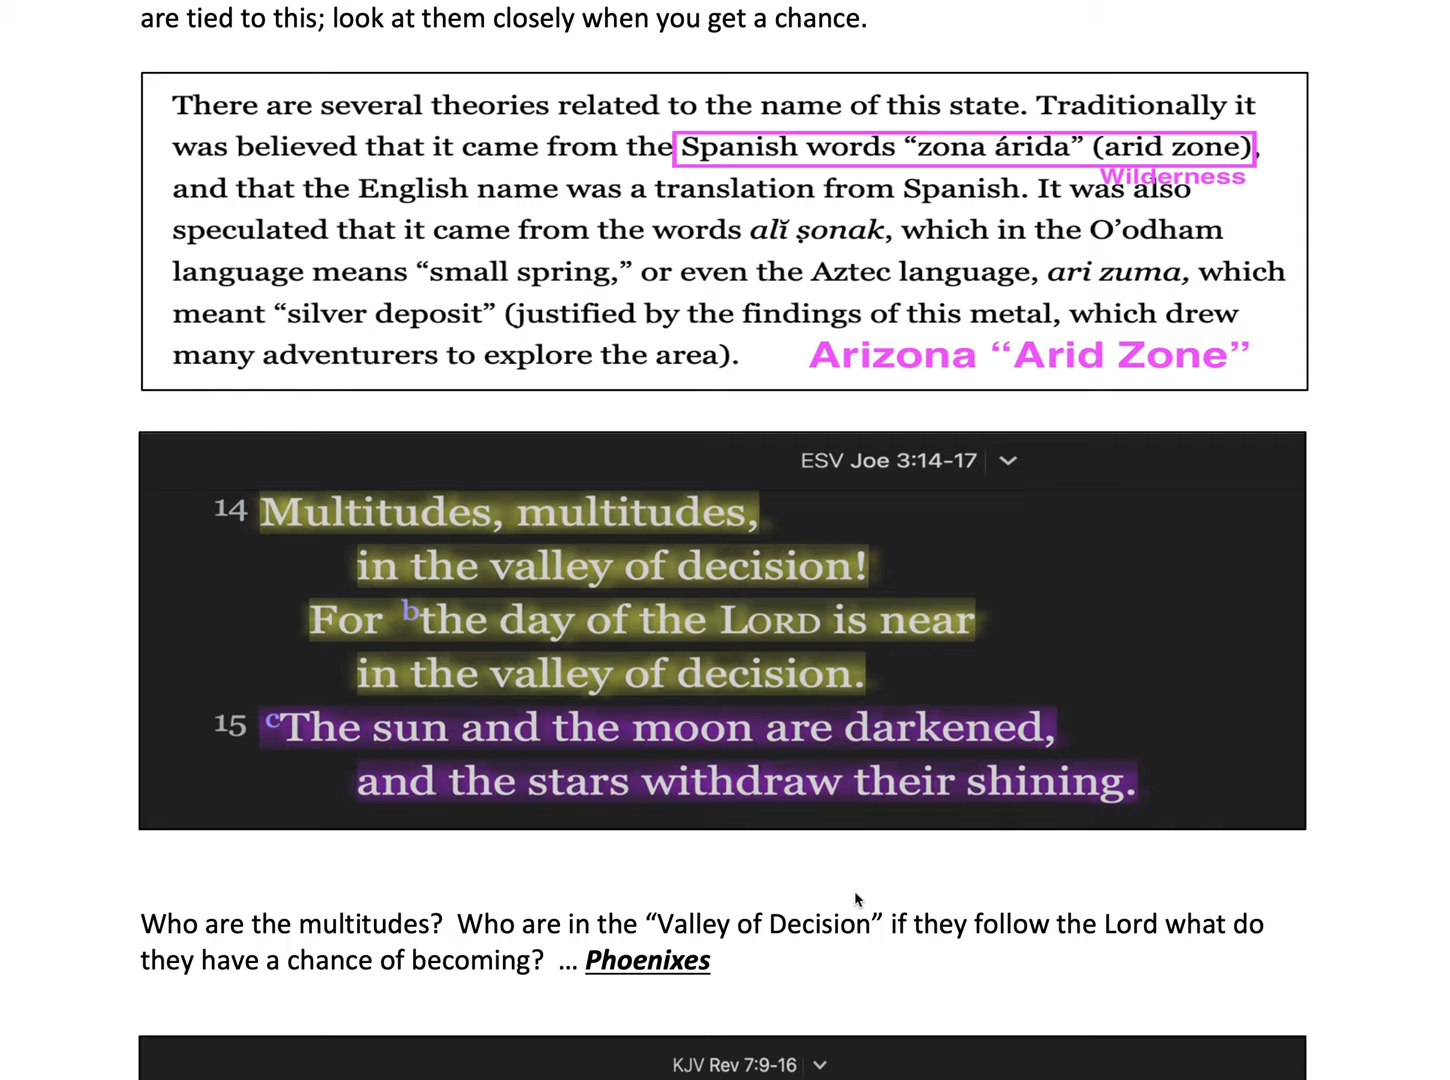 are tied to this; look at them closely when you get a chance.
There are several theories related to the name of this state. Traditionally it
was believed that it came from the Spanish words “zona árida” (arid zone),
Wilderness
and that the English name was a translation from Spanish. It was also
speculated that it came from the words alĭ ṣonak, which in the O’odham
language means “small spring,” or even the Aztec language, ari zuma, which
meant “silver deposit” (justified by the findings of this metal, which drew
many adventurers to explore the area).
Arizona “Arid Zone”
ESV Joe 3:14-17
14 Multitudes, multitudes,
in the valley of decision!
For b the day of the LORD is near
in the valley of decision.
15 c The sun and the moon are darkened,
and the stars withdraw their shining.
Who are the multitudes? Who are in the “Valley of Decision” if they follow the Lord what do
they have a chance of becoming? … Phoenixes
KJV Rev 7:9-16